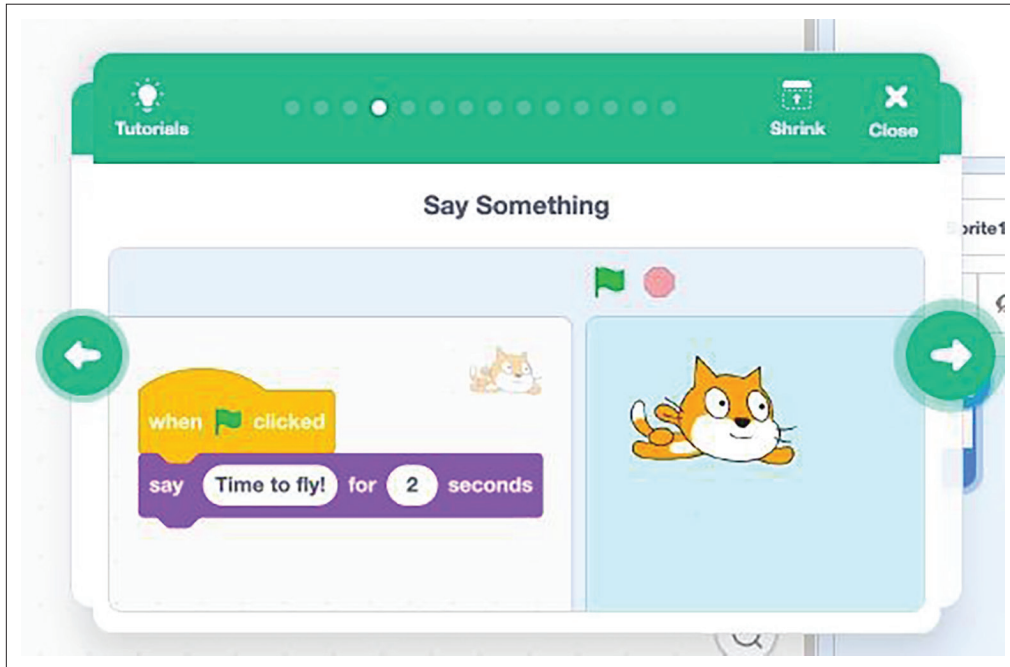 Tutorials
Shrink
Close
Say Something
when clicked
say Time to fly! for 2 seconds